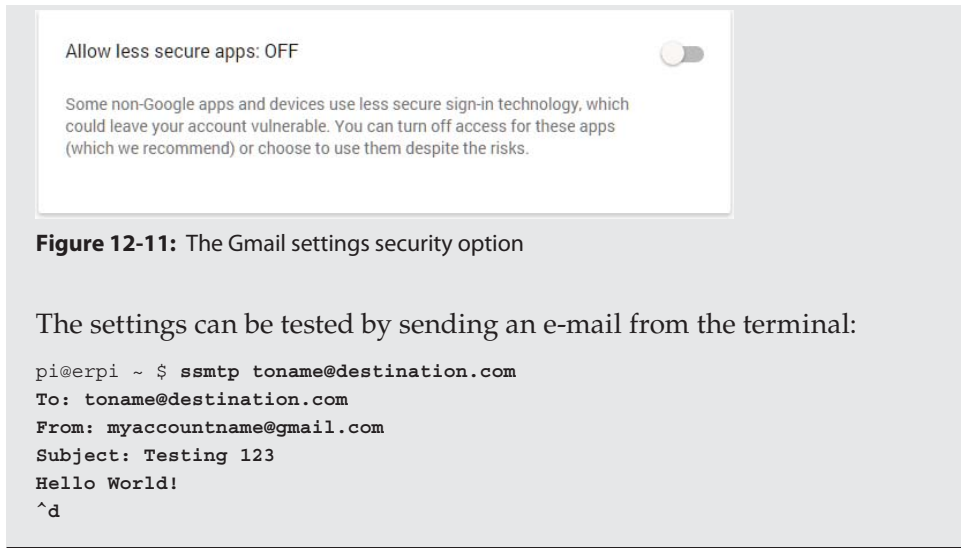 Allow less secure apps: OFF
Some non-Google apps and devices use less secure sign-in technology, which
could leave your account vulnerable. You can turn off access for these apps
(which we recommend) or choose to use them despite the risks.
Figure 12-11: The Gmail settings security option
The settings can be tested by sending an e-mail from the terminal:
pi@erpi ~ $ ssmtp toname@destination.com
To: toname@destination.com
From: myaccountname@gmail.com
Subject: Testing 123
Hello World!
^d